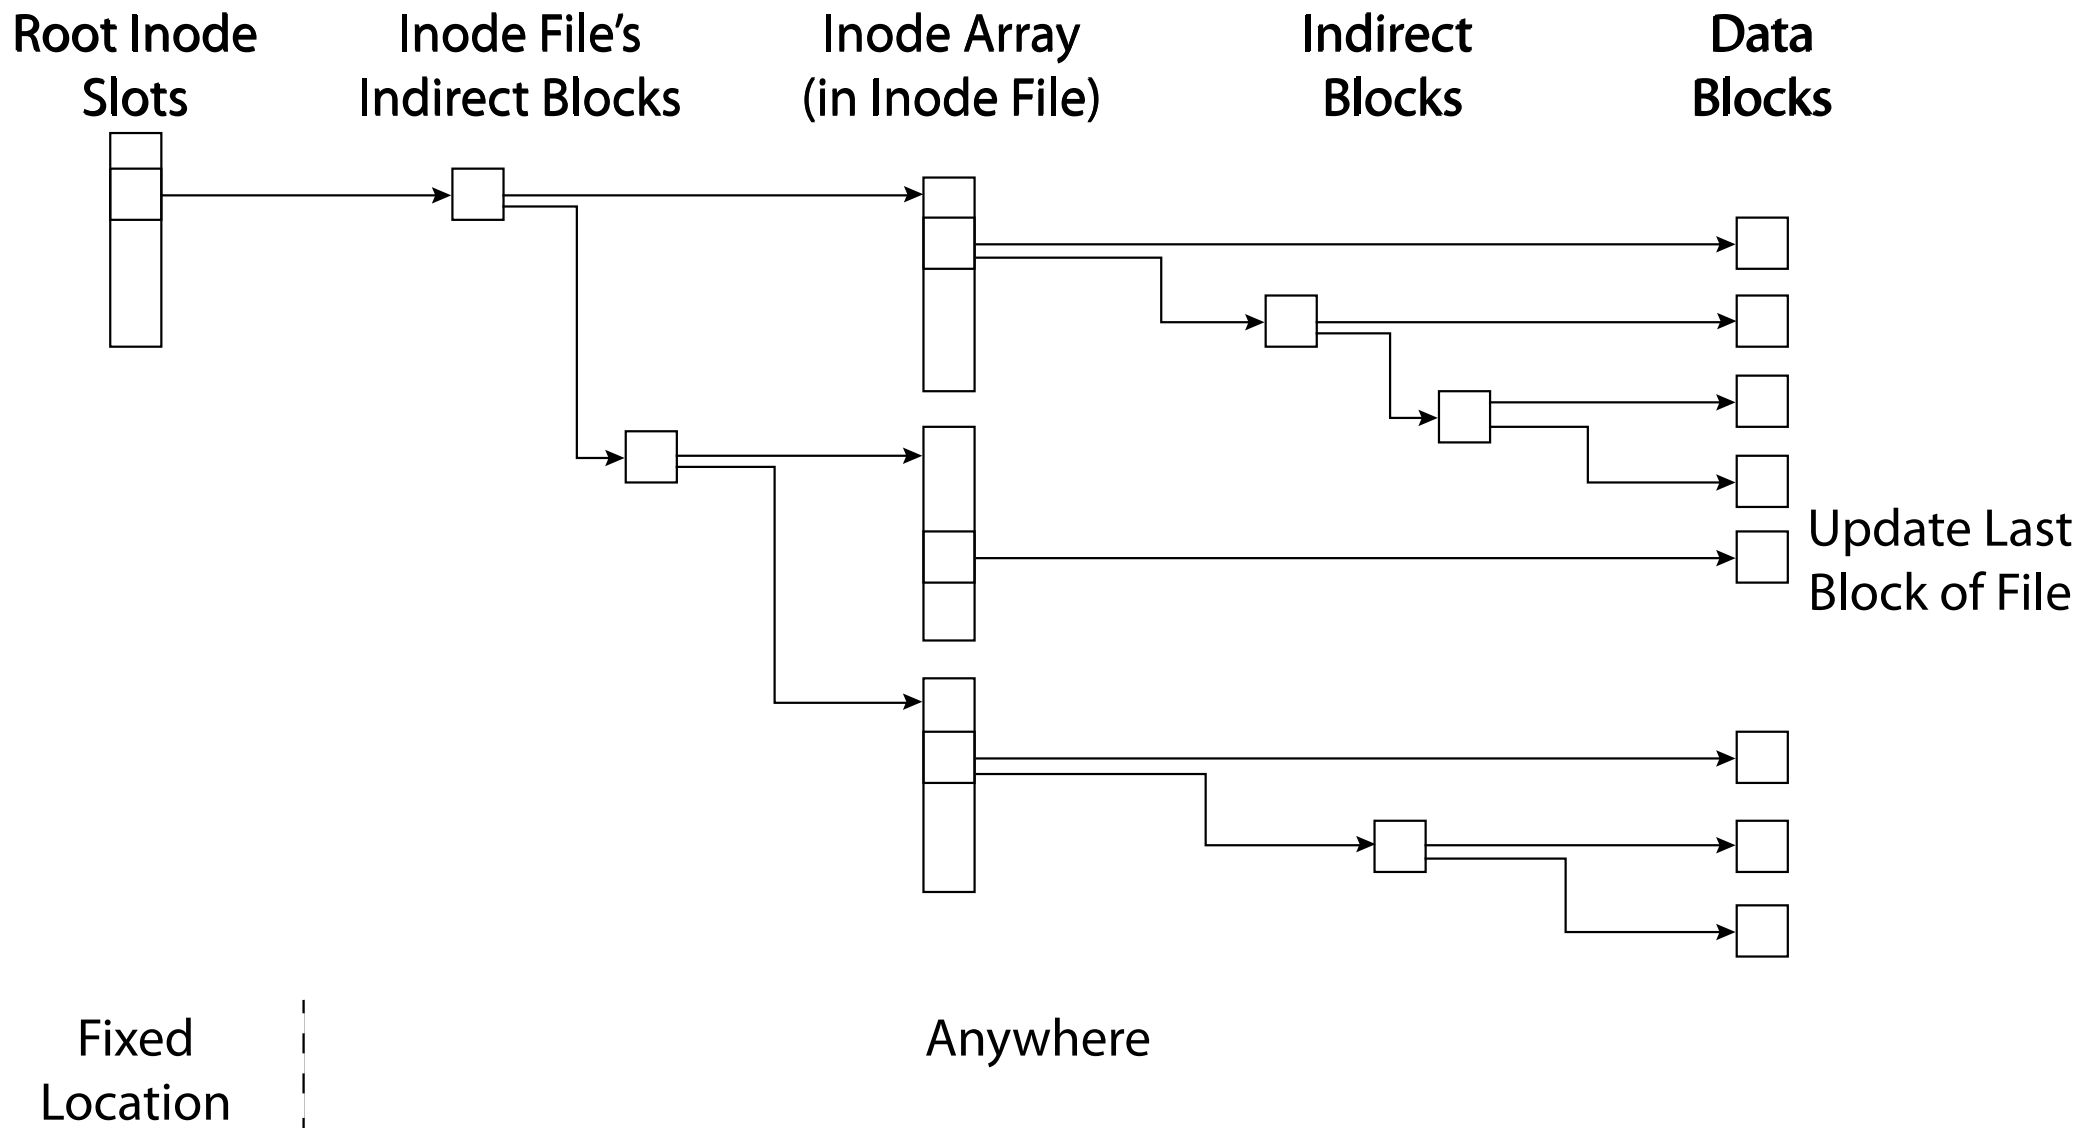 Root Inode
Slots
Inode File's
Indirect Blocks
Inode Array
(in Inode File)
Indirect
Blocks
Data
Blocks
Update Last
Block of File
Fixed
Location
Anywhere